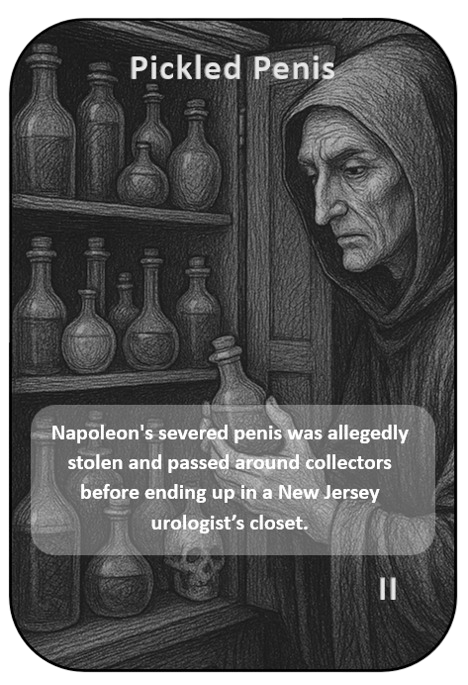 Pickled Penis
Napoleon's severed penis was allegedly
stolen and passed around collectors
before ending up in a New Jersey
urologist’s closet.
II